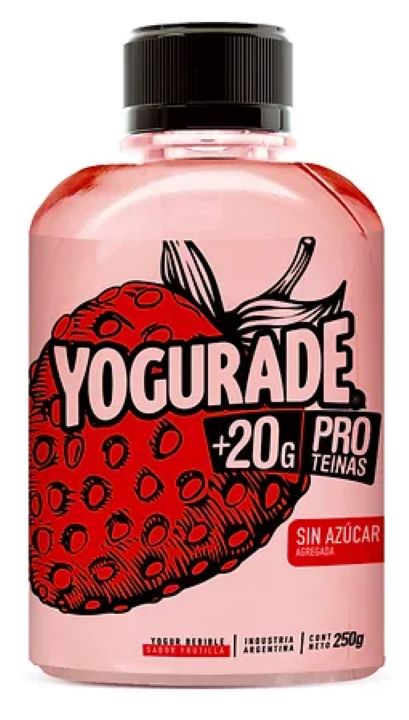 YOGURADE®
+20G PRO
TEINAS
SIN AZÚCAR
AGREGADA
YOGUR BEBIBLE
SABOR FRUTILLA
INDUSTRIA
ARGENTINA
CONT
NETO 250g